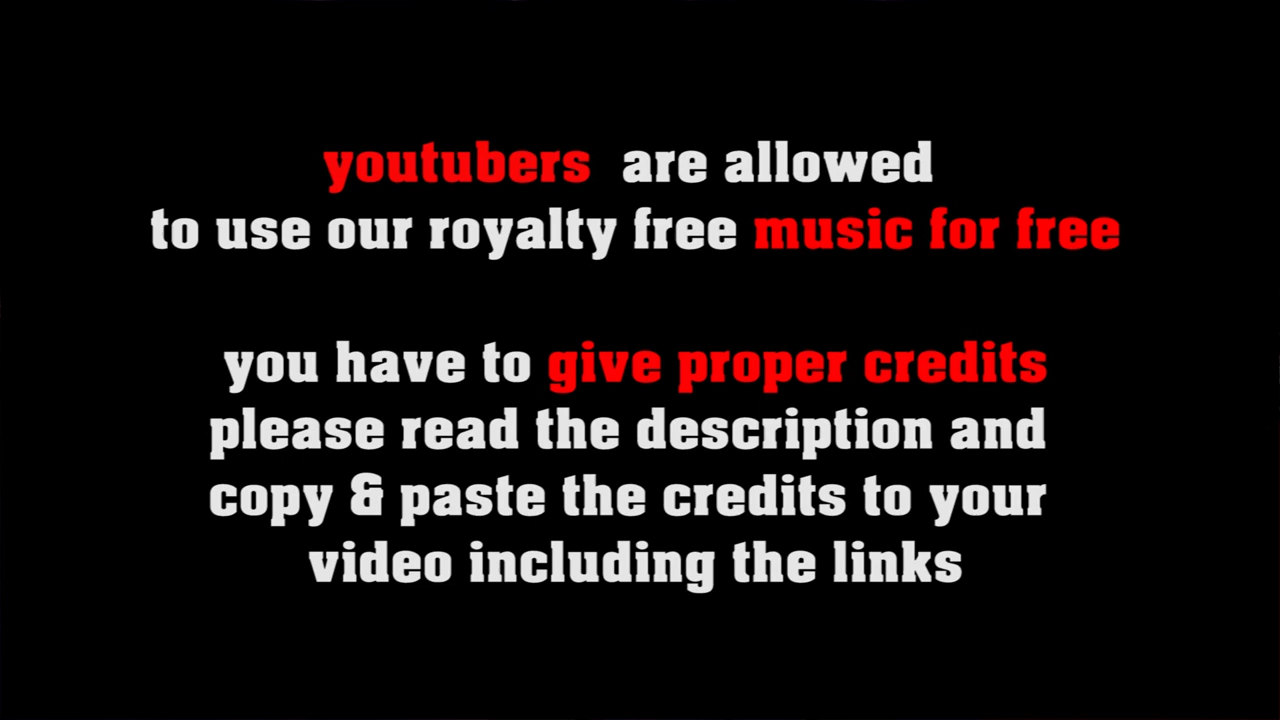 youtubers are allowed
to use our royalty free music for free
you have to give proper credits
please read the description and
copy & paste the credits to your
video including the links